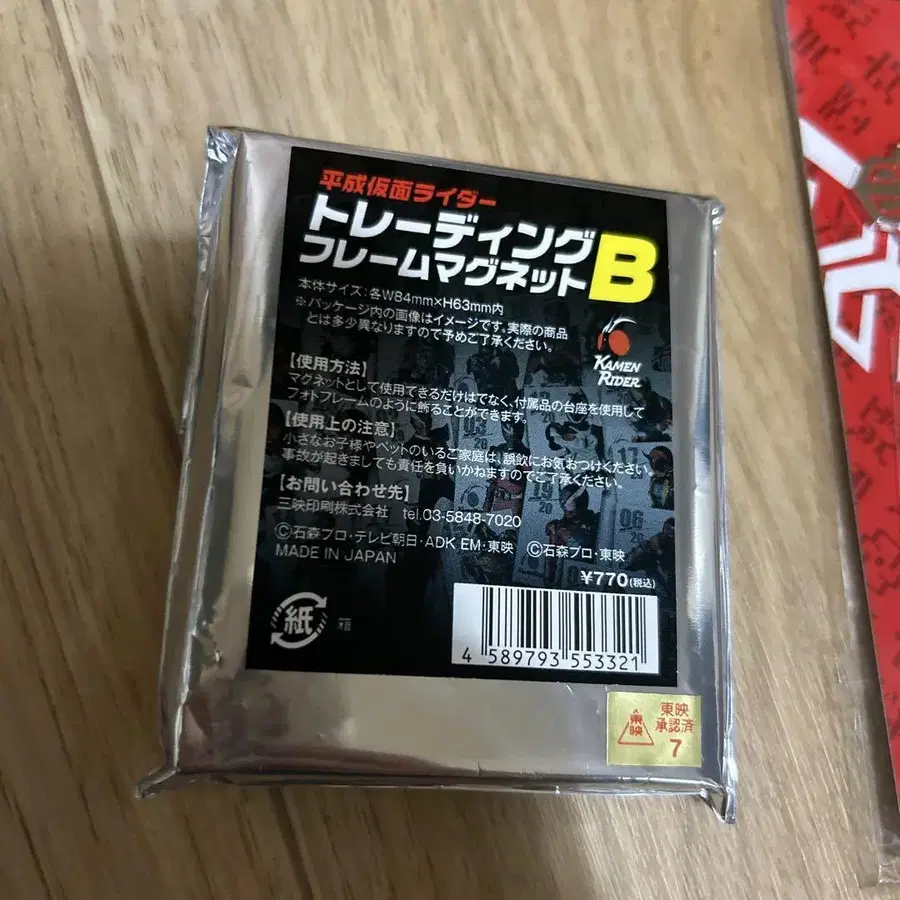 平成仮面ライダー
トレーディング
フレームマグネット B
本体サイズ:各W84mm×H63mm内
※パッケージ内の画像はイメージです。実際の商品
とは多少異なりますので予めご了承ください。
KAMEN
RIDER
【使用方法】
マグネットとして使用できるだけはでなく、付属品の台座を使用して
フォトフレームのように飾ることができます。
【使用上の注意】
小さなお子様やペットのいるご家庭は、誤飲にお気おつけください。
事故が起きましても責任を負いかねますのでご了承ください。
【お問い合わせ先】
三映印刷株式会社 tel.03-5848-7020
©石森プロ・テレビ朝日・ADK EM・東映 ©石森プロ・東映
MADE IN JAPAN
¥770(税込)
紙 箱
4 589793 553321
東映
東映
承認済
7
03
20
17
19
20
06